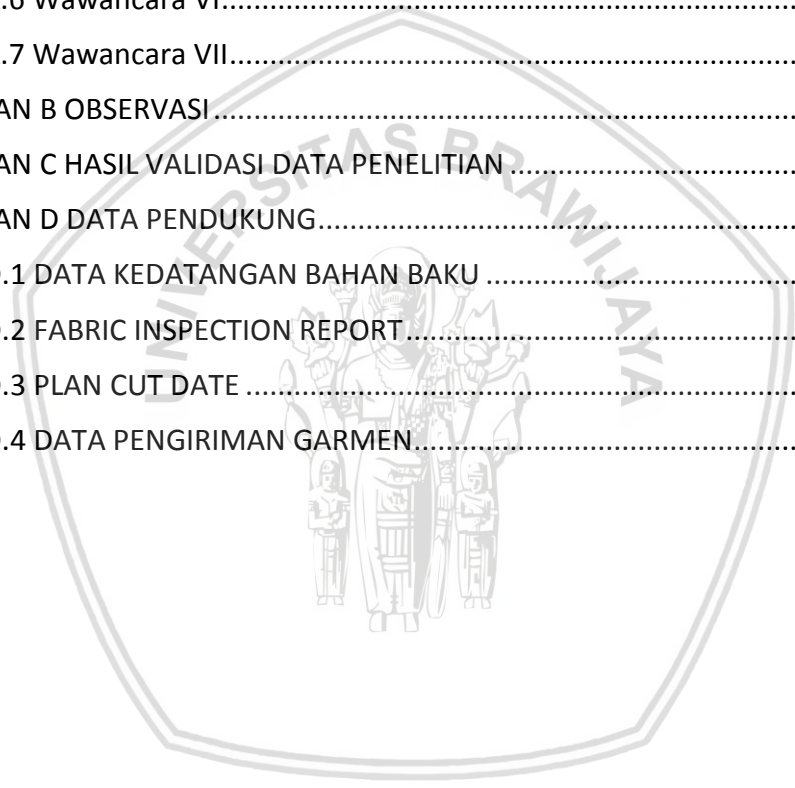 .6 Wawancara VI....................................................................................
.7 Wawancara VII...................................................................................
AN B OBSERVASI.....................................................................................
AN C HASIL VALIDASI DATA PENELITIAN...........................................
AN D DATA PENDUKUNG.......................................................................
.1 DATA KEDATANGAN BAHAN BAKU..............................................
.2 FABRIC INSPECTION REPORT.........................................................
.3 PLAN CUT DATE................................................................................
.4 DATA PENGIRIMAN GARMEN........................................................
UNIVERSITAS BRAWIJAYA